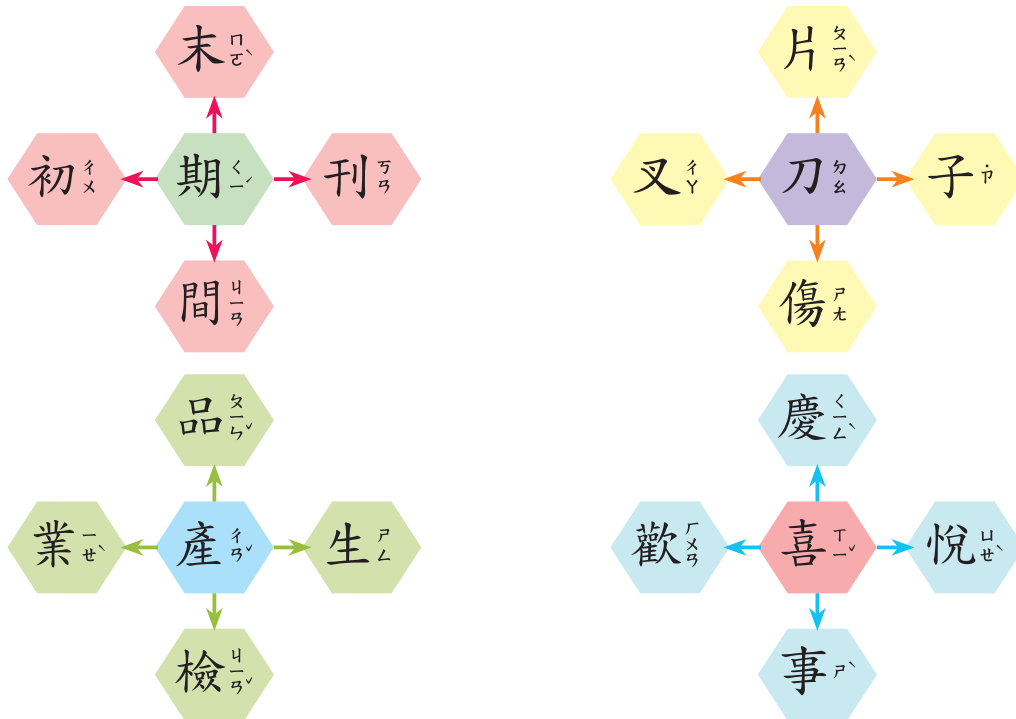 末ㄇㄛˋ
初ㄔㄨ 期ㄑㄧˊ 刊ㄎㄢ
間ㄐㄧㄢ
片ㄆㄧㄢˋ
叉ㄔㄚ 刀ㄉㄠ 子˙ㄗ
傷ㄕㄤ
品ㄆㄧㄣˇ
業ㄧㄝˋ 產ㄔㄢˇ 生ㄕㄥ
檢ㄐㄧㄢˇ
慶ㄑㄧㄥˋ
歡ㄏㄨㄢ 喜ㄒㄧˇ 悅ㄩㄝˋ
事ㄕˋ